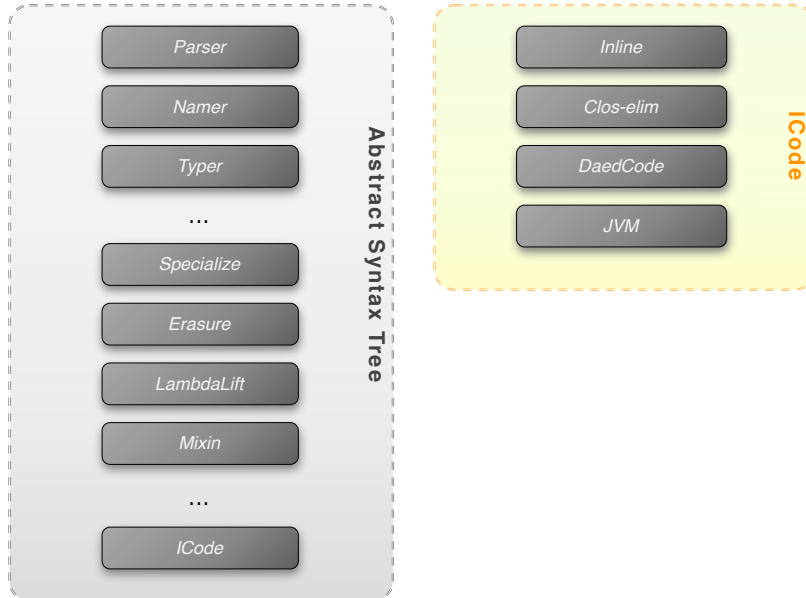 Parser
Namer
Typer
...
Specialize
Erasure
LambdaLift
Mixin
...
ICode
Abstract Syntax Tree
Inline
Clos-elim
DaedCode
JVM
ICode